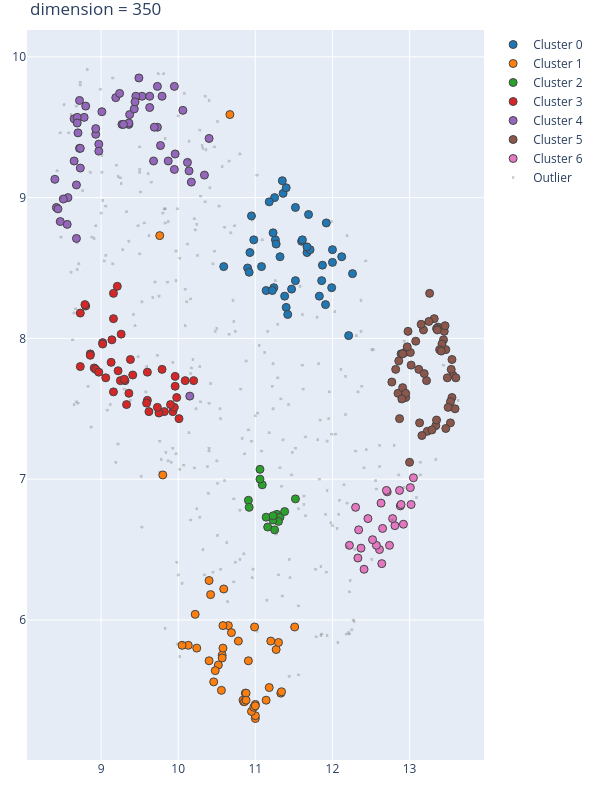 dimension = 350
10
9
8
7
6
9
10
11
12
13
Cluster 0
Cluster 1
Cluster 2
Cluster 3
Cluster 4
Cluster 5
Cluster 6
Outlier